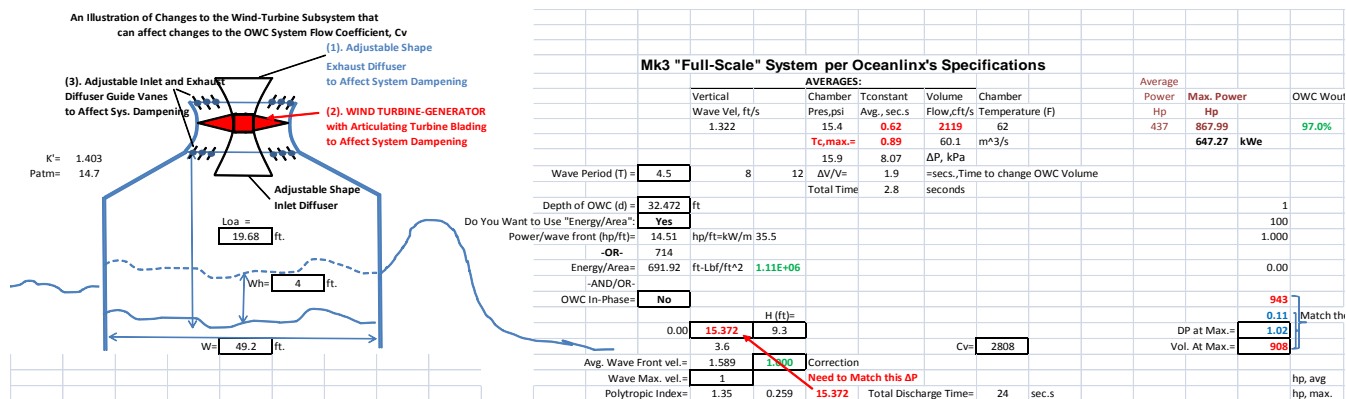 An Illustration of Changes to the Wind-Turbine Subsystem that
can affect changes to the OWC System Flow Coefficient, Cv
(1). Adjustable Shape
Exhaust Diffuser
to Affect System Dampening
(3). Adjustable Inlet and Exhaust
Diffuser Guide Vanes
to Affect Sys. Dampening
(2). WIND TURBINE-GENERATOR
with Articulating Turbine Blading
to Affect System Dampening
K'= 1.403
Patm= 14.7
Adjustable Shape
Inlet Diffuser
Loa =
19.68 ft.
Wh= 4 ft.
W= 49.2 ft.
Mk3 "Full-Scale" System per Oceanlinx's Specifications
AVERAGES: Average
Vertical Chamber Tconstant Volume Chamber Power Max. Power OWC Wout
Wave Vel, ft/s Pres,psi Avg., sec.s Flow,cft/s Temperature (F) Hp Hp
1.322 15.4 0.62 2119 62 437 867.99 97.0%
Tc,max.= 0.89 60.1 m^3/s 647.27 kWe
15.9 8.07 ΔP, kPa
Wave Period (T) = 4.5 8 12 ΔV/V= 1.9 =secs.,Time to change OWC Volume
Total Time 2.8 seconds
Depth of OWC (d) = 32.472 ft 1
Do You Want to Use "Energy/Area": Yes 100
Power/wave front (hp/ft)= 14.51 hp/ft=kW/m 35.5 1.000
-OR- 714
Energy/Area= 691.92 ft-Lbf/ft^2 1.11E+06 0.00
-AND/OR-
OWC In-Phase= No 943
H (ft)= 0.11 Match the
0.00 15.372 9.3 DP at Max.= 1.02
3.6 Cv= 2808 Vol. At Max.= 908
Avg. Wave Front vel.= 1.589 1.000 Correction
Wave Max. vel.= 1 Need to Match this ΔP hp, avg
Polytropic Index= 1.35 0.259 15.372 Total Discharge Time= 24 sec.s hp, max.